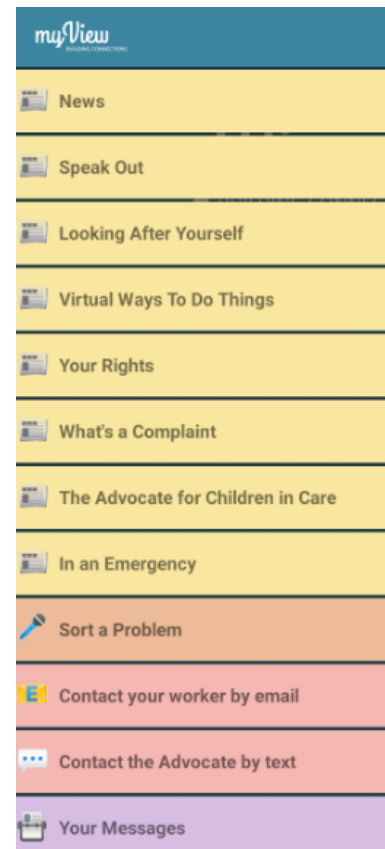 myView
BUILDING CONNECTIONS
News
Speak Out
Looking After Yourself
Virtual Ways To Do Things
Your Rights
What's a Complaint
The Advocate for Children in Care
In an Emergency
Sort a Problem
E Contact your worker by email
Contact the Advocate by text
Your Messages